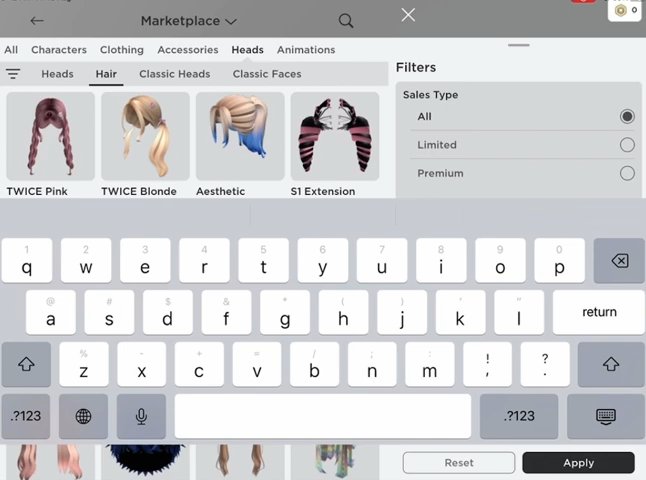 Marketplace
0
All Characters Clothing Accessories Heads Animations
Heads Hair Classic Heads Classic Faces
TWICE Pink TWICE Blonde Aesthetic S1 Extension
Filters
Sales Type
All
Limited
Premium
1 2 3 4 5 6 7 8 9 0
q w e r t y u i o p
@ # $ & * ( ) ' "
a s d f g h j k l return
% - + = / ; : ! ?
z x c v b n m , .
.?123 .?123
Reset Apply